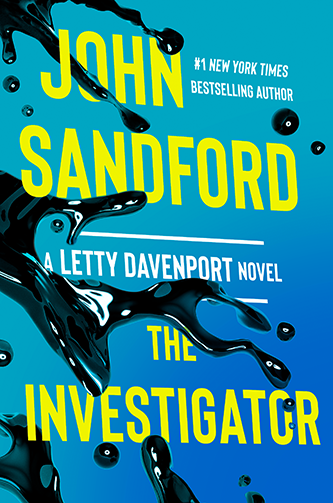 JOHN
#1 NEW YORK TIMES
BESTSELLING AUTHOR
SANDFORD
A LETTY DAVENPORT NOVEL
THE
INVESTIGATOR